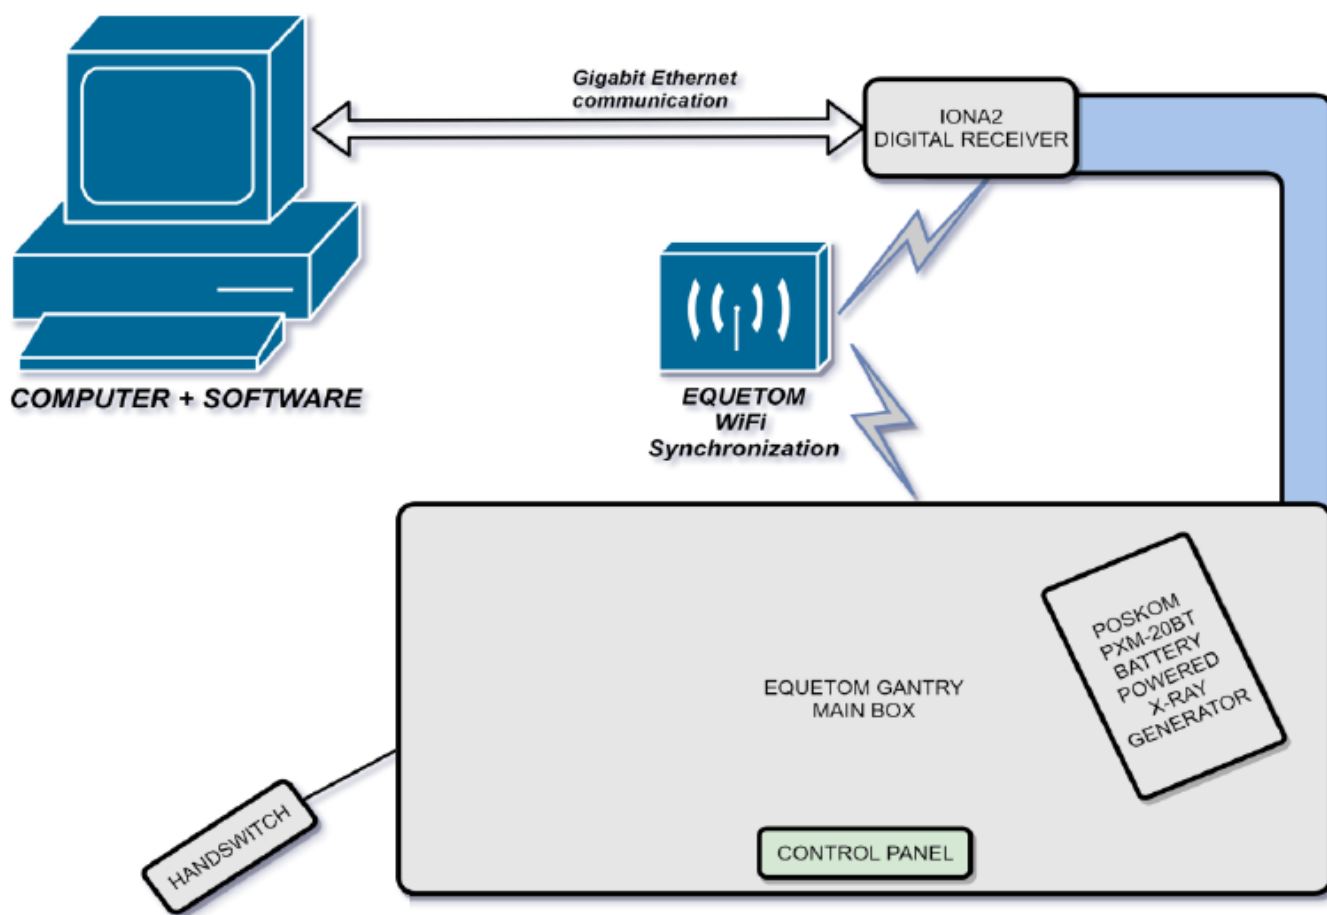 Gigabit Ethernet
communication
IONA2
DIGITAL RECEIVER
COMPUTER + SOFTWARE
EQUETOM
WiFi
Synchronization
POSKOM
PXM-20BT
BATTERY
POWERED
X-RAY
GENERATOR
EQUETOM GANTRY
MAIN BOX
HANDSWITCH
CONTROL PANEL